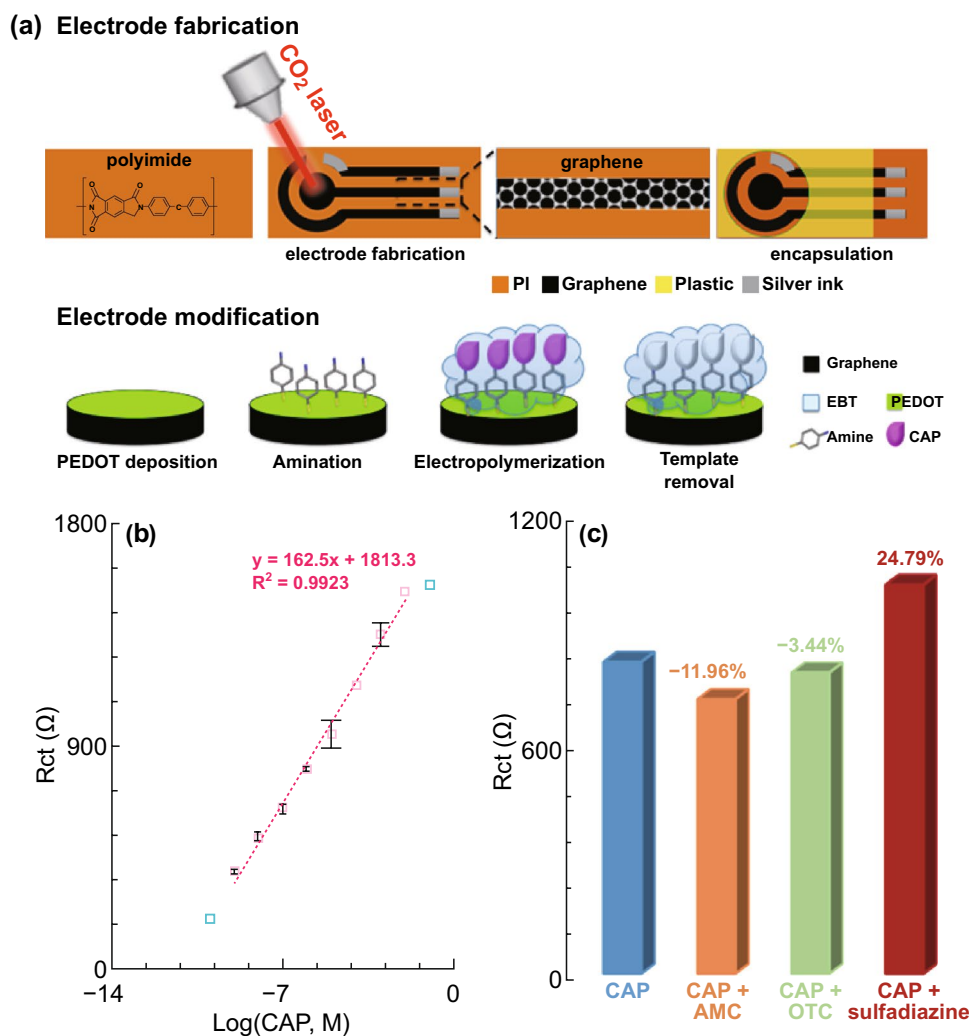 (a) Electrode fabrication
CO₂ laser
polyimide
graphene
O
O
O
N
N
C
O
O
electrode fabrication
encapsulation
PI Graphene Plastic Silver ink
Electrode modification
Graphene
EBT PEDOT
Amine CAP
PEDOT deposition
Amination
Electropolymerization
Template
removal
(b)
1800
900
0
−14
−7
0
Rct (Ω)
Log(CAP, M)
y = 162.5x + 1813.3
R² = 0.9923
(c)
1200
600
0
Rct (Ω)
−11.96%
−3.44%
24.79%
CAP
CAP +
AMC
CAP +
OTC
CAP +
sulfadiazine